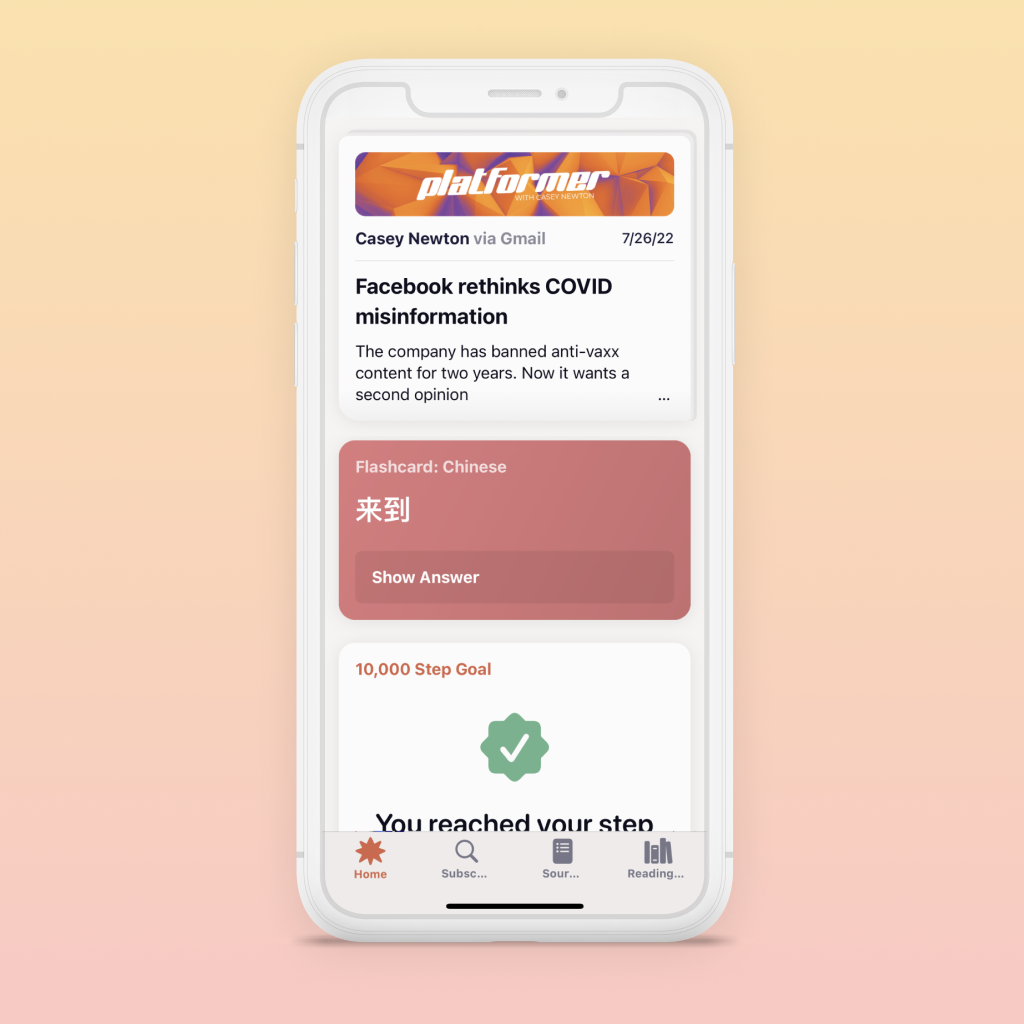 platformer
WITH CASEY NEWTON
Casey Newton via Gmail 7/26/22
Facebook rethinks COVID
misinformation
The company has banned anti-vaxx
content for two years. Now it wants a
second opinion ...
Flashcard: Chinese
来到
Show Answer
10,000 Step Goal
You reached your step
Home Subsc... Sour... Reading...